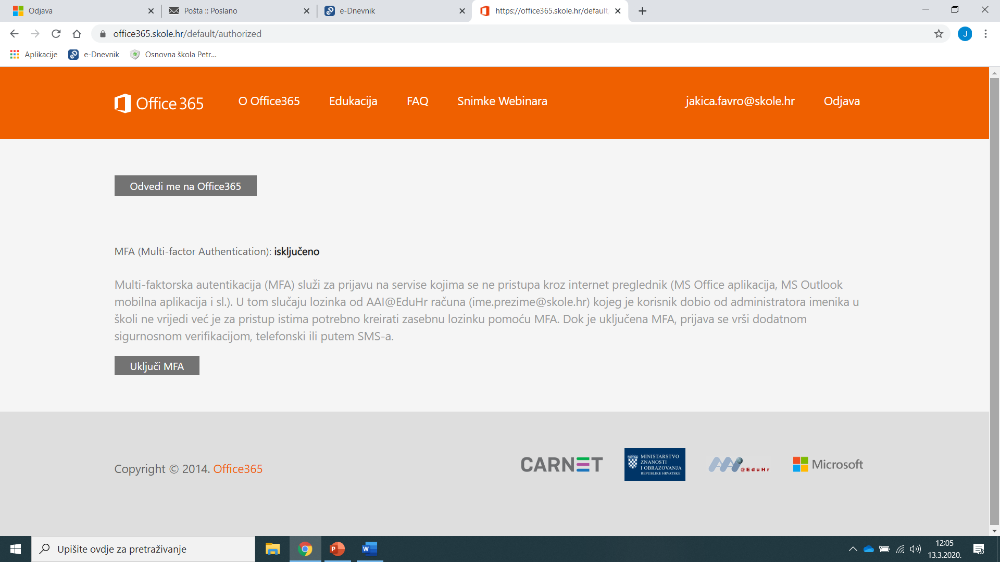 Odjava
Pošta :: Poslano
e-Dnevnik
https://office365.skole.hr/default
office365.skole.hr/default/authorized
J
Aplikacije
e-Dnevnik
Osnovna škola Petr...
Office 365
O Office365
Edukacija
FAQ
Snimke Webinara
jakica.favro@skole.hr
Odjava
Odvedi me na Office365
MFA (Multi-factor Authentication): isključeno
Multi-faktorska autentikacija (MFA) služi za prijavu na servise kojima se ne pristupa kroz internet preglednik (MS Office aplikacija, MS Outlook
mobilna aplikacija i sl.). U tom slučaju lozinka od AAI@EduHr računa (ime.prezime@skole.hr) kojeg je korisnik dobio od administratora imenika u
školi ne vrijedi već je za pristup istima potrebno kreirati zasebnu lozinku pomoću MFA. Dok je uključena MFA, prijava se vrši dodatnom
sigurnosnom verifikacijom, telefonski ili putem SMS-a.
Uključi MFA
Copyright © 2014. Office365
CARNET
MINISTARSTVO
ZNANOSTI
I OBRAZOVANJA
REPUBLIKE HRVATSKE
AAI
@EduHr
Microsoft
Upišite ovdje za pretraživanje
P
W
12:05
13.3.2020.